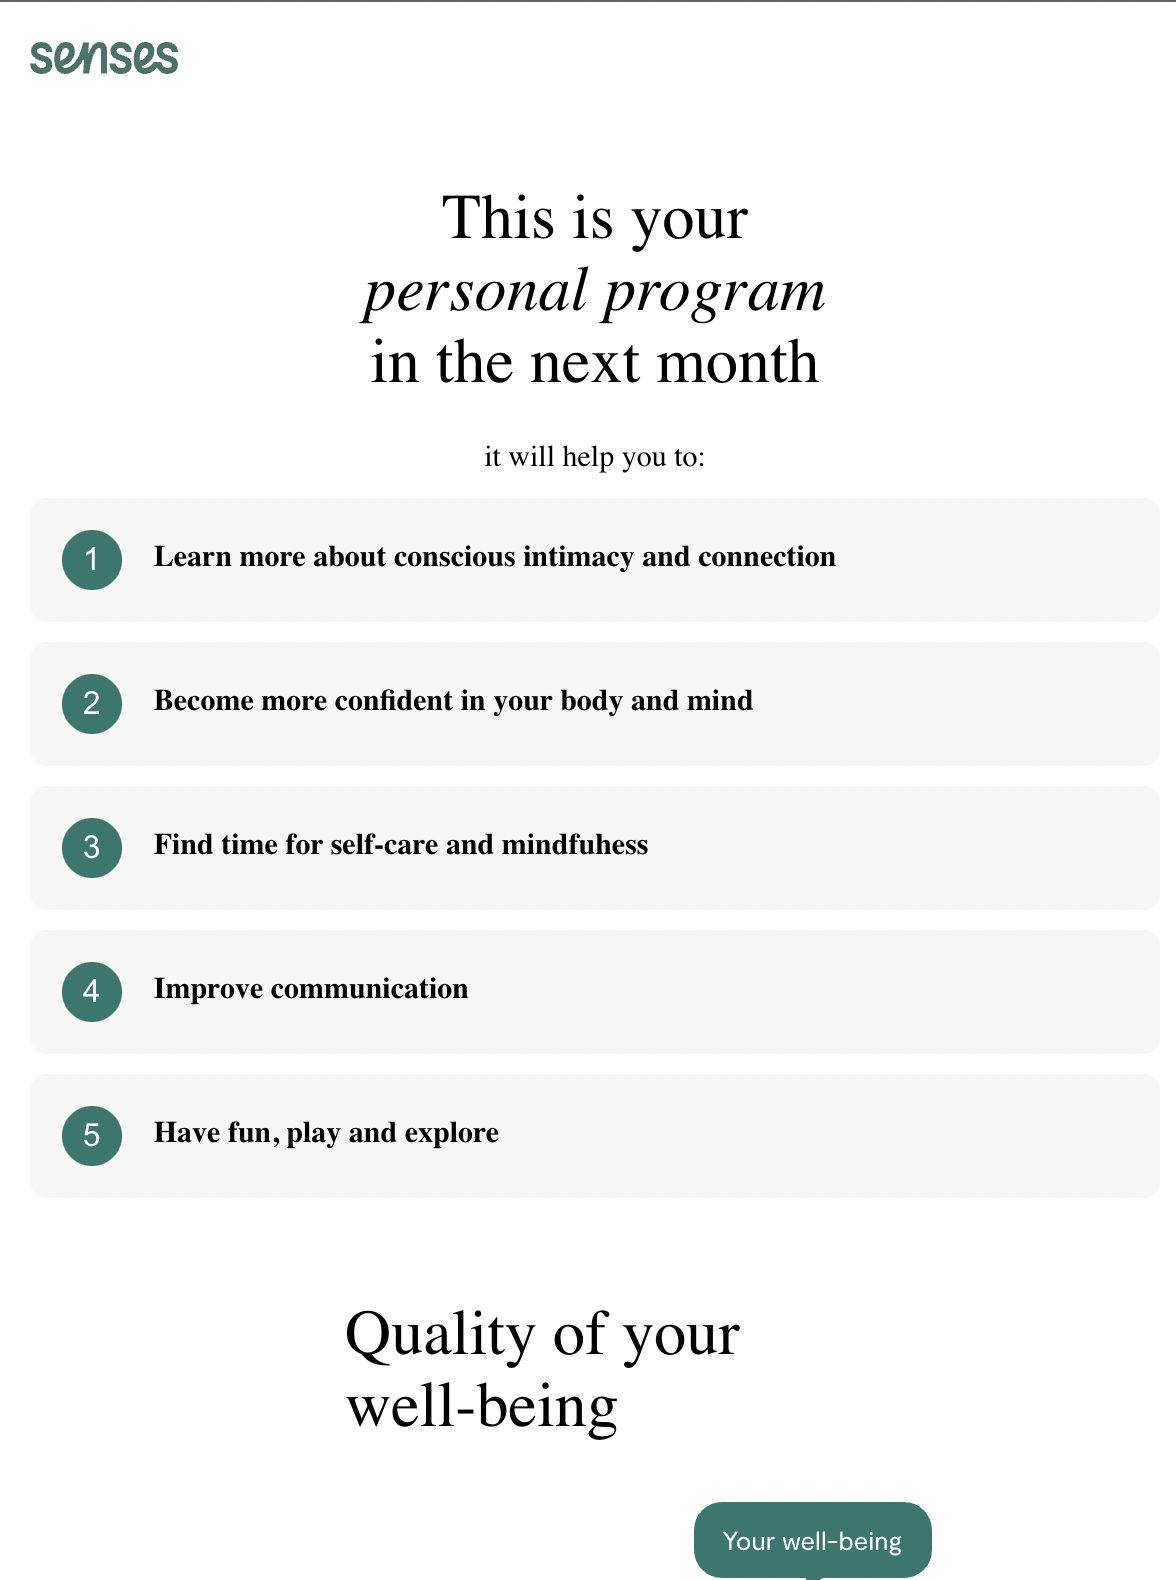 senses
This is your
personal program
in the next month
it will help you to:
1 Learn more about conscious intimacy and connection
2 Become more confident in your body and mind
3 Find time for self-care and mindfuhess
4 Improve communication
5 Have fun, play and explore
Quality of your
well-being
Your well-being